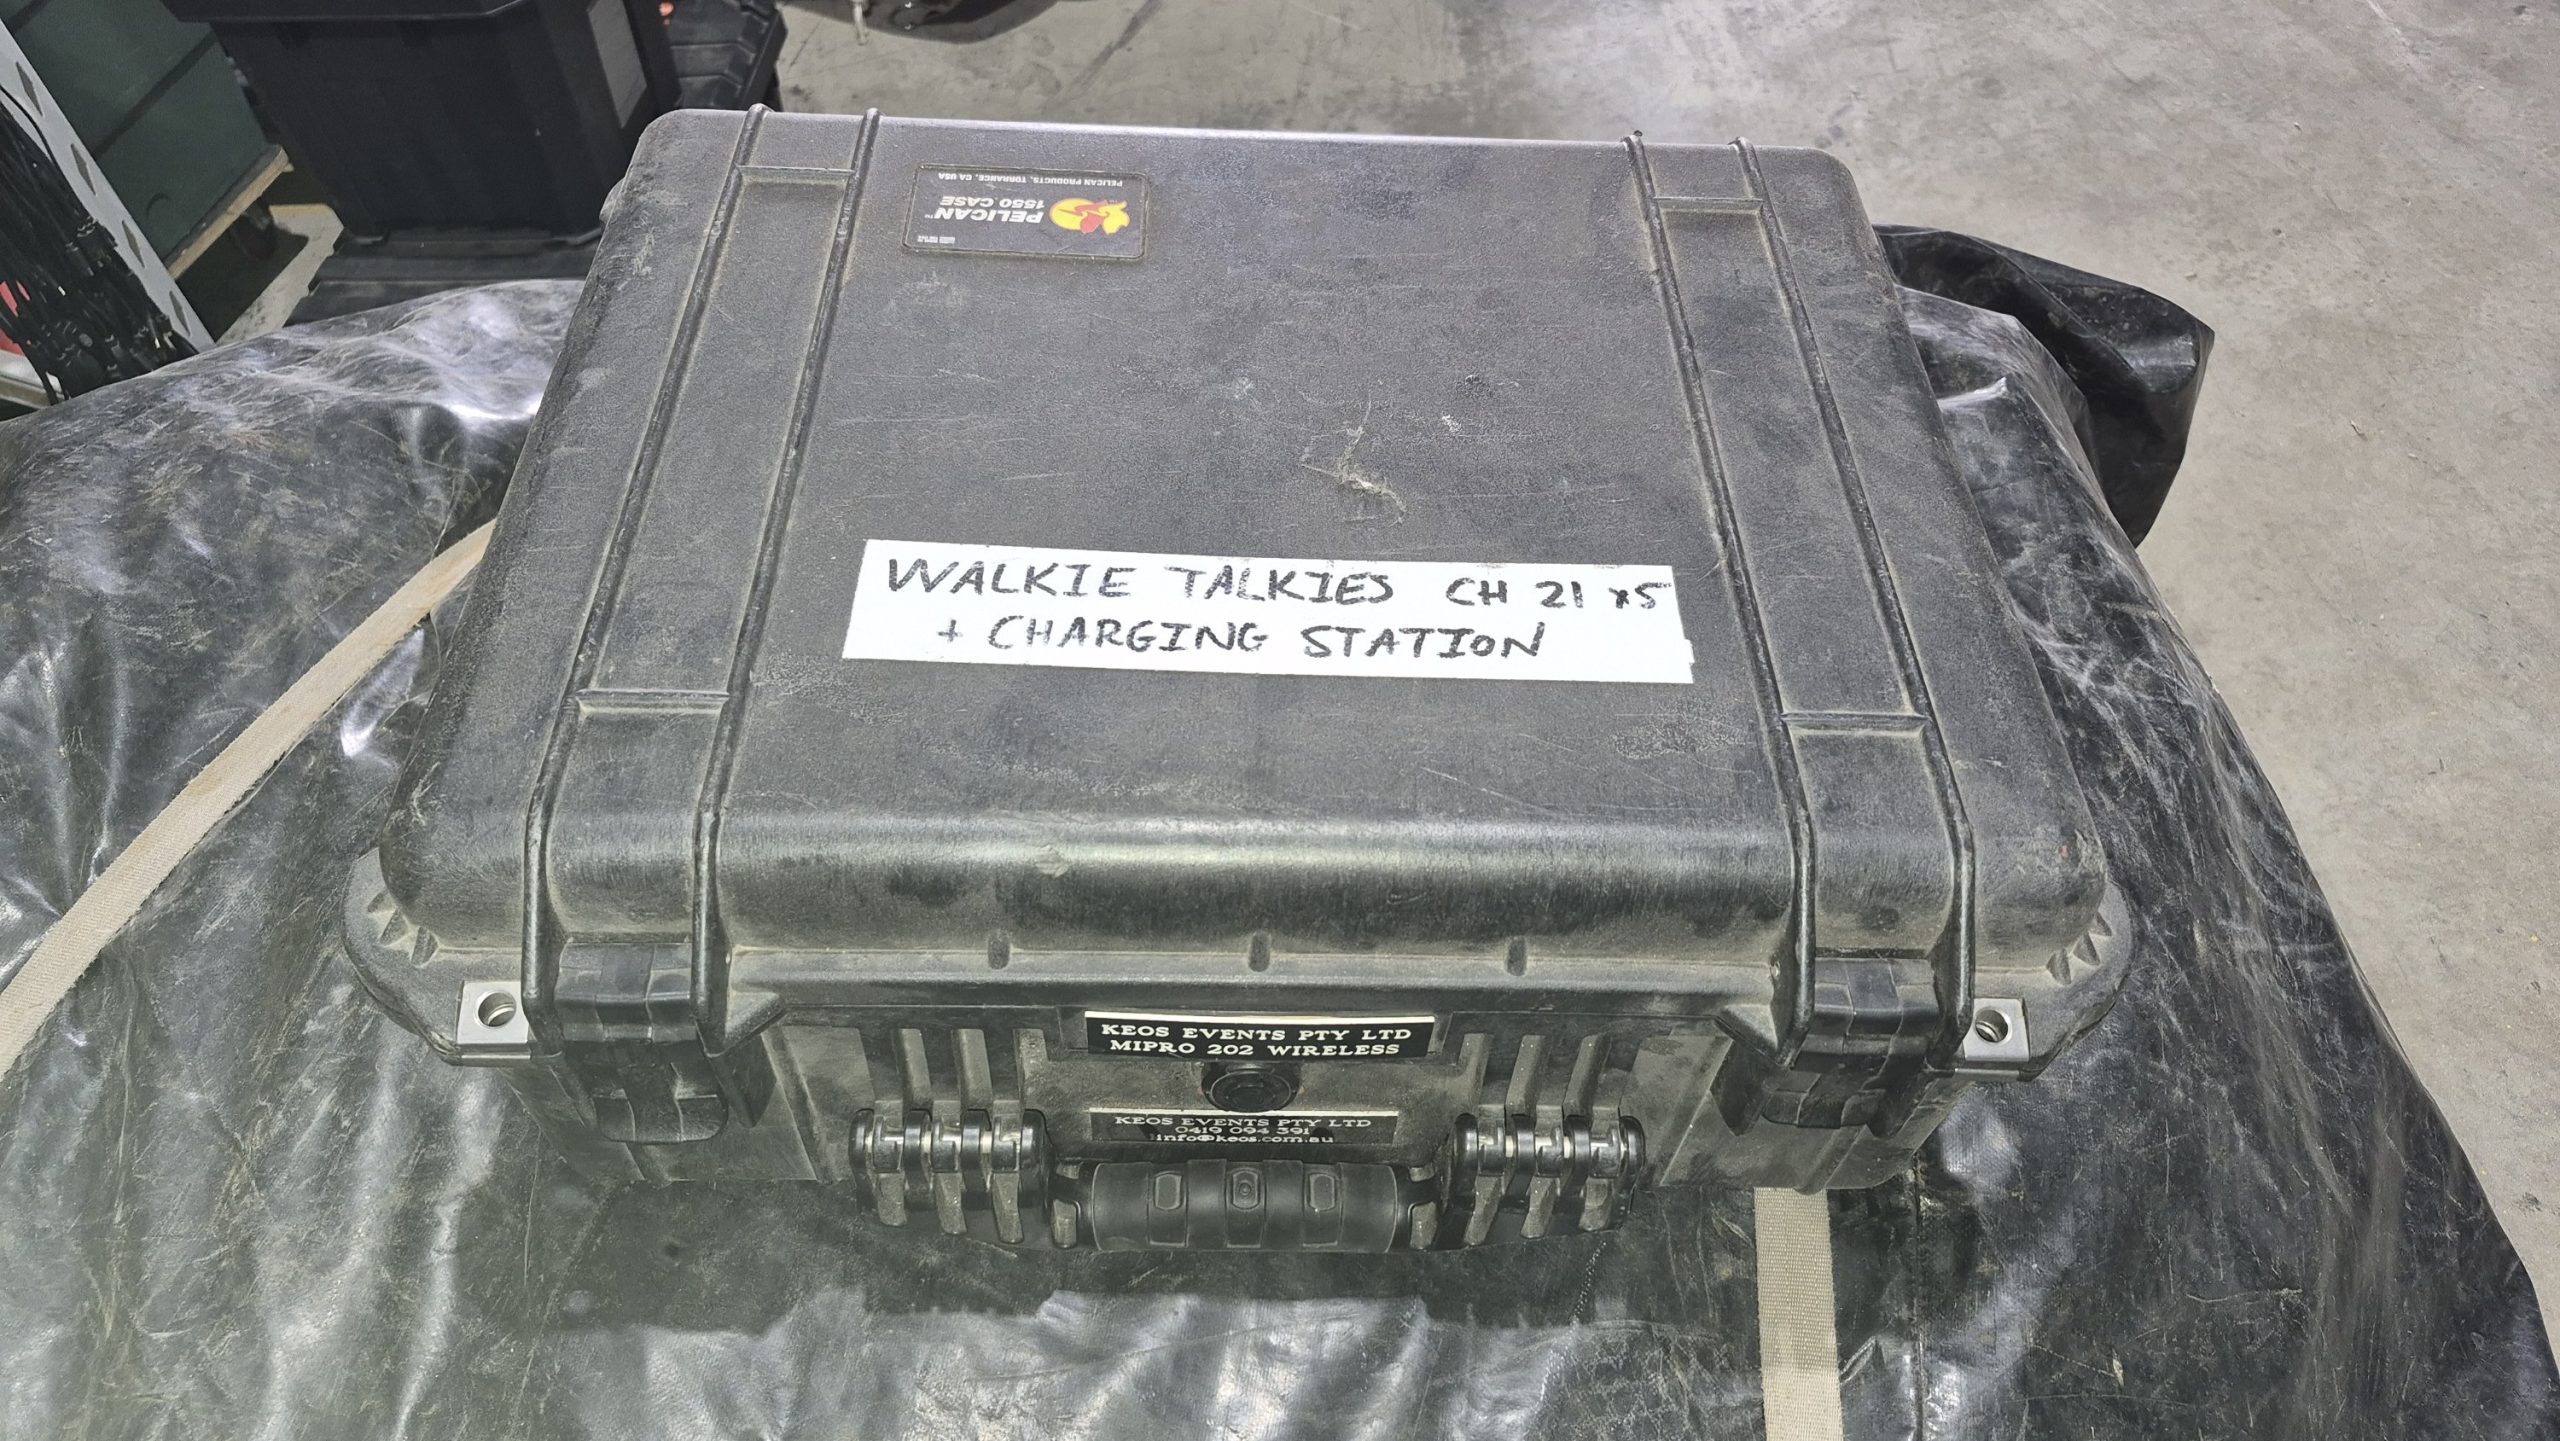 PELICAN™
1550 CASE
PELICAN PRODUCTS, TORRANCE, CA USA
WALKIE TALKIES CH 21 x5
+ CHARGING STATION
KEOS EVENTS PTY LTD
MIPRO 202 WIRELESS
KEOS EVENTS PTY LTD
0419 094 391
info@keos.com.au